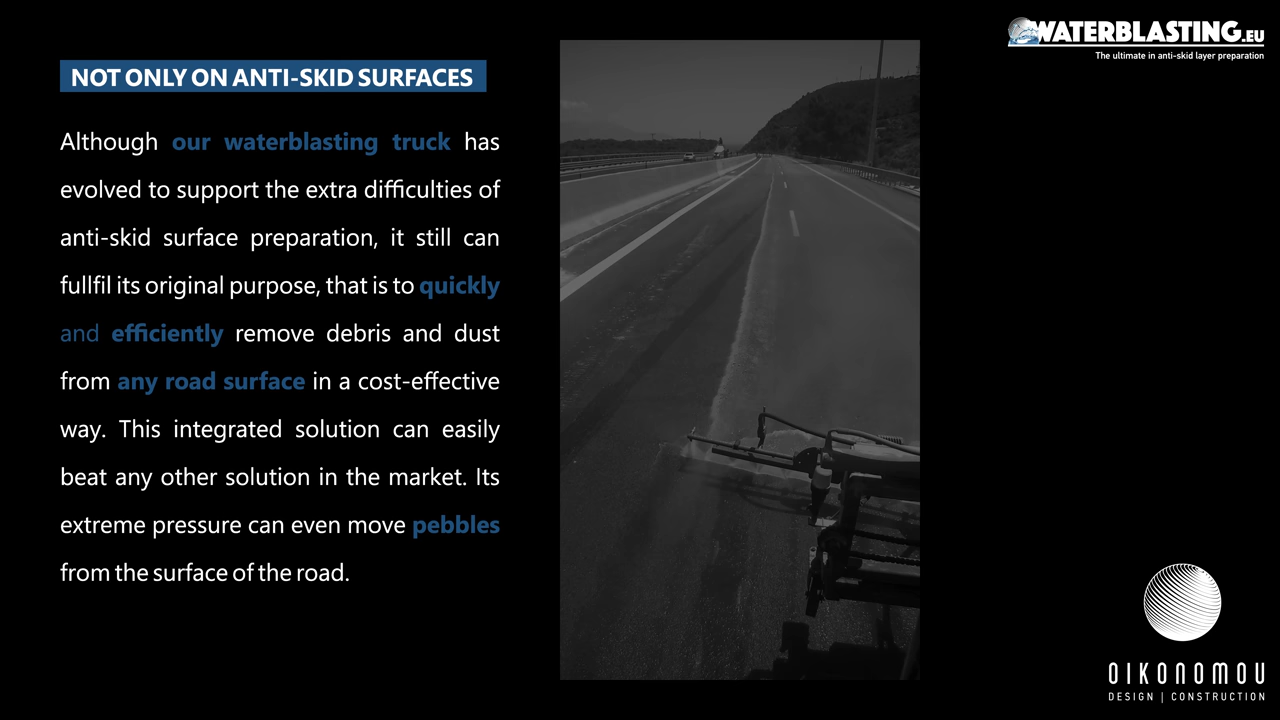 WATERBLASTING.EU
The ultimate in anti-skid layer preparation
NOT ONLY ON ANTI-SKID SURFACES
Although our waterblasting truck has
evolved to support the extra difficulties of
anti-skid surface preparation, it still can
fullfil its original purpose, that is to quickly
and efficiently remove debris and dust
from any road surface in a cost-effective
way. This integrated solution can easily
beat any other solution in the market. Its
extreme pressure can even move pebbles
from the surface of the road.
OIKONOMOU
DESIGN | CONSTRUCTION